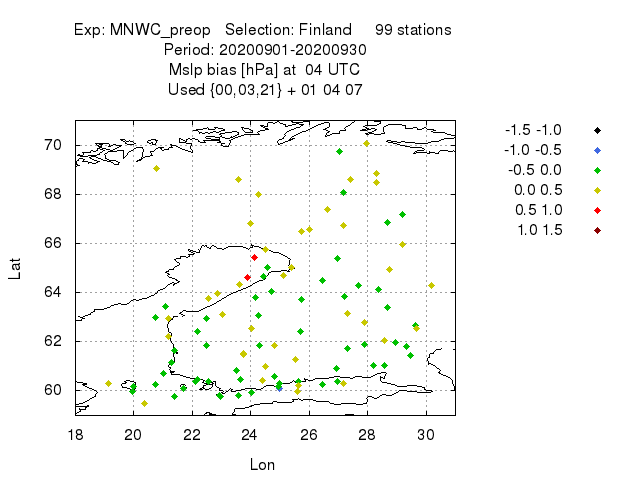 Exp: MNWC_preop Selection: Finland 99 stations
Period: 20200901-20200930
Mslp bias [hPa] at 04 UTC
Used {00,03,21} + 01 04 07
-1.5 -1.0
-1.0 -0.5
-0.5 0.0
0.0 0.5
0.5 1.0
1.0 1.5
Lat
70
68
66
64
62
60
18 20 22 24 26 28 30
Lon